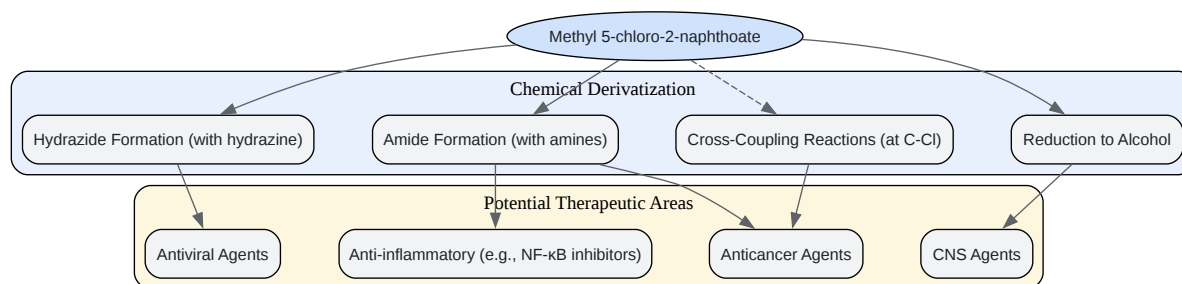 Methyl 5-chloro-2-naphthoate
Chemical Derivatization
Hydrazide Formation (with hydrazine)
Amide Formation (with amines)
Cross-Coupling Reactions (at C-Cl)
Reduction to Alcohol
Potential Therapeutic Areas
Antiviral Agents
Anti-inflammatory (e.g., NF-κB inhibitors)
Anticancer Agents
CNS Agents